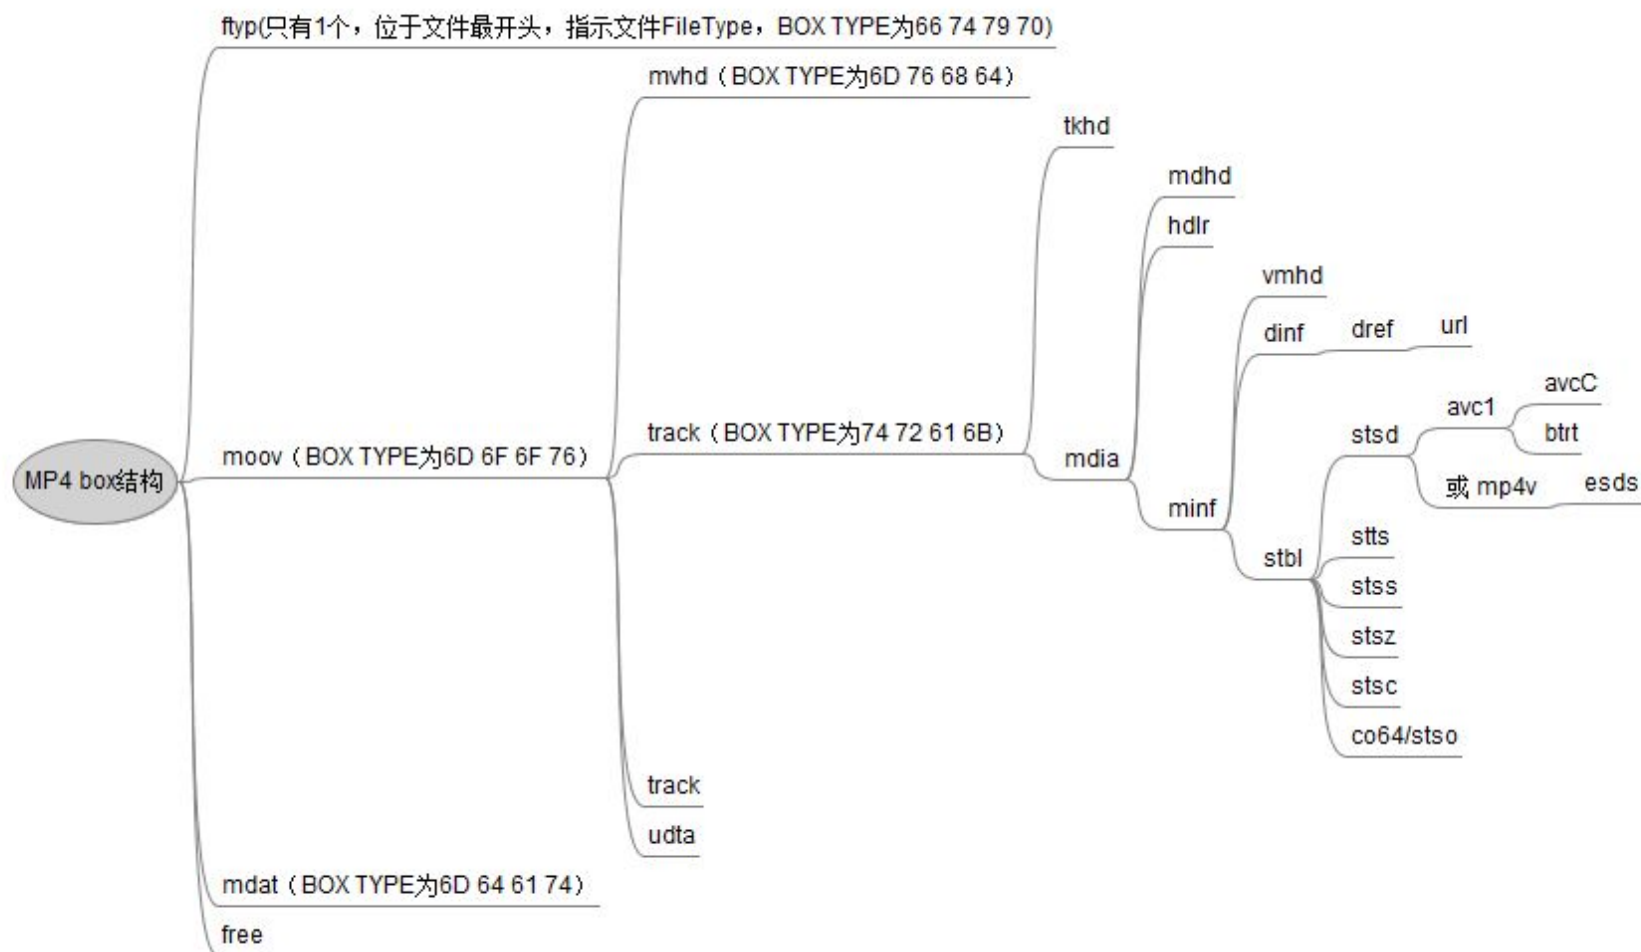 ftyp(只有1个，位于文件最开头，指示文件FileType，BOX TYPE为66 74 79 70)
mvhd（BOX TYPE为6D 76 68 64）
tkhd
mdhd
hdlr
vmhd
dinf
dref
url
avcC
avc1
btrt
stsd
track（BOX TYPE为74 72 61 6B）
moov（BOX TYPE为6D 6F 6F 76）
mdia
MP4 box结构
或 mp4v
esds
minf
stts
stbl
stss
stsz
stsc
co64/stso
track
udta
mdat（BOX TYPE为6D 64 61 74）
free